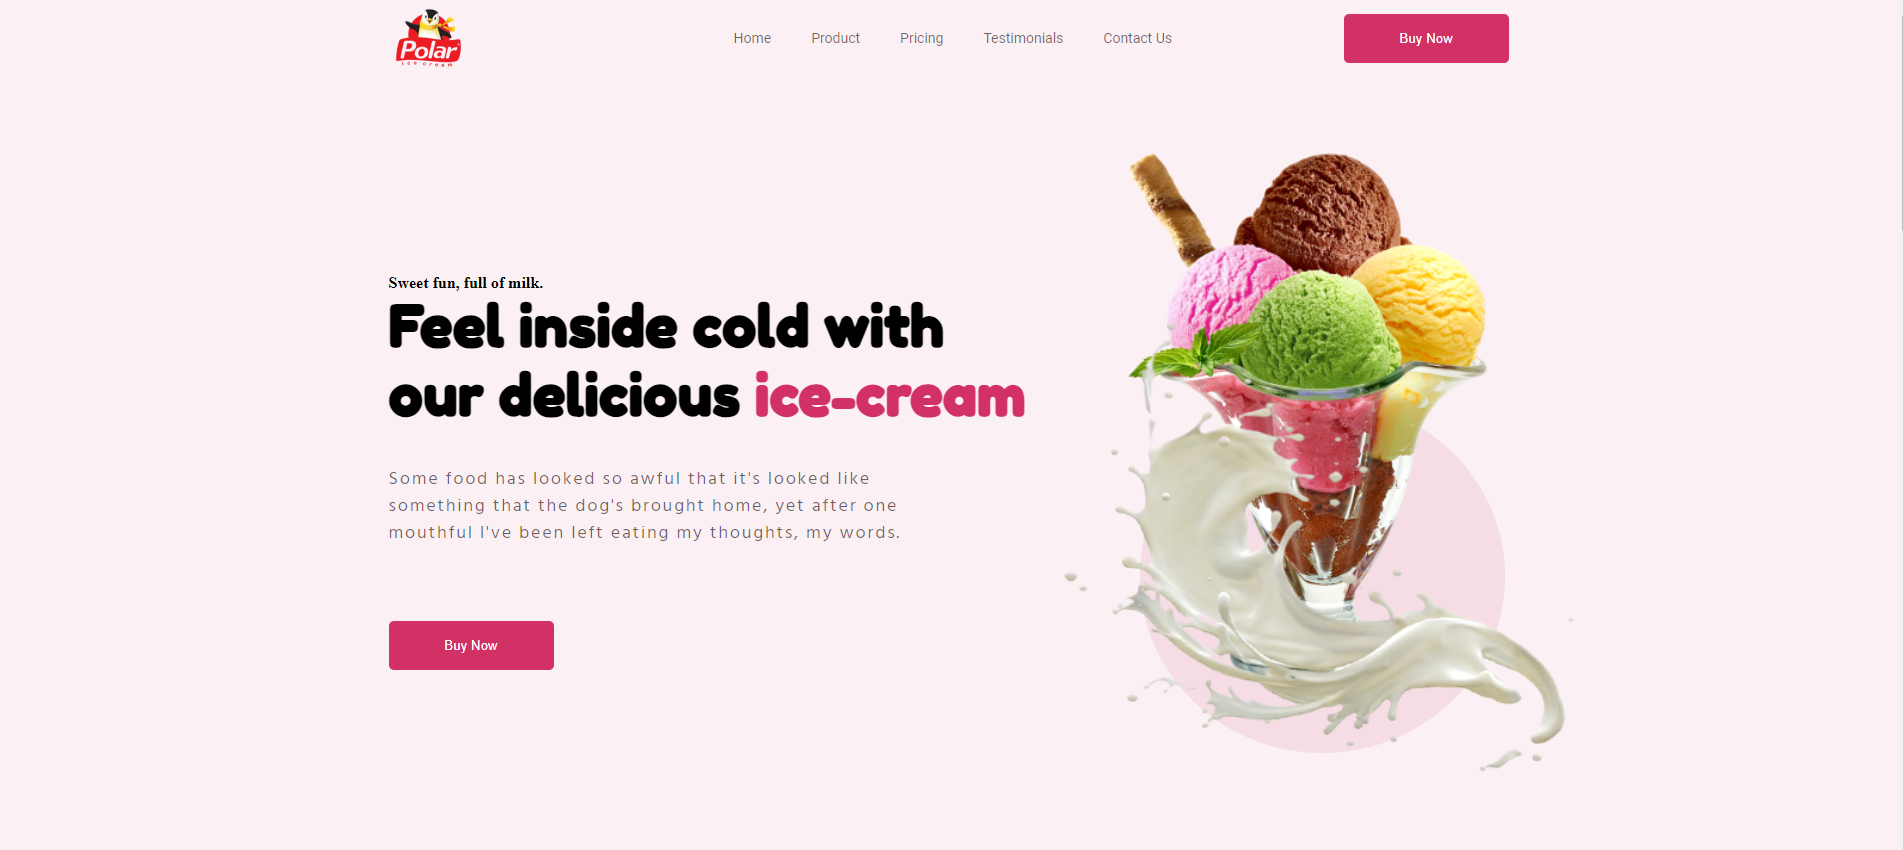 Polar
ice cream
Home
Product
Pricing
Testimonials
Contact Us
Buy Now
Sweet fun, full of milk.
Feel inside cold with
our delicious ice-cream
Some food has looked so awful that it's looked like
something that the dog's brought home, yet after one
mouthful I've been left eating my thoughts, my words.
Buy Now